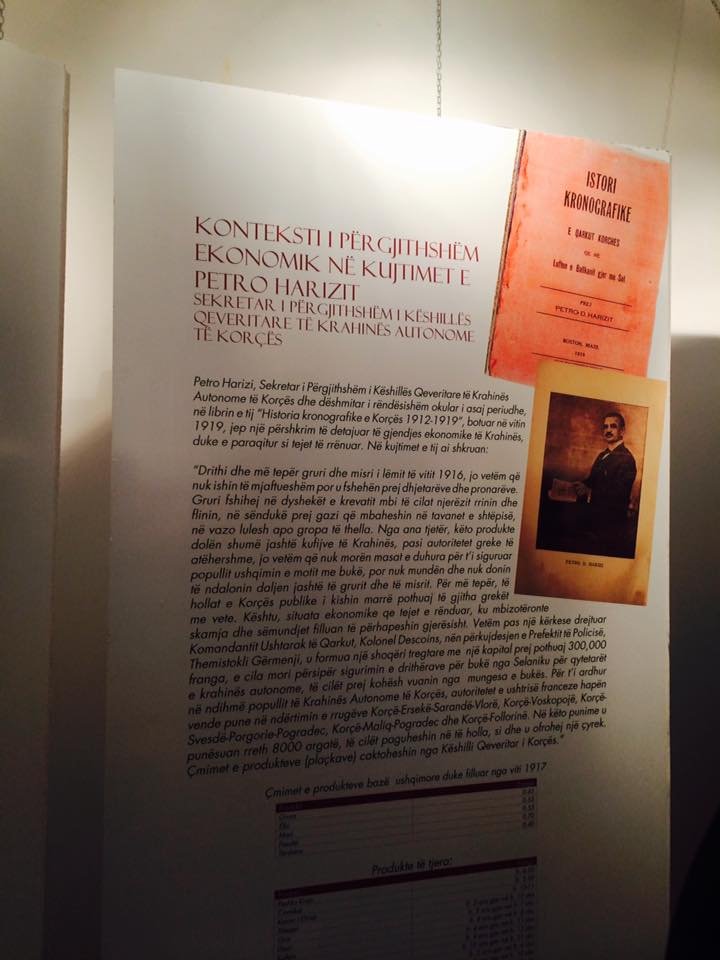 ISTORI
KRONOGRAFIKE
E QARKUT KORCHES
QE NE
Luften e Ballkanit gjer me Sot
PREJ
PETRO D. HARIZIT
BOSTON, MASS.
1919
KONTEKSTI I PËRGJITHSHËM
EKONOMIK NË KUJTIMET E
PETRO HARIZIT
SEKRETAR I PËRGJITHSHËM I KËSHILLËS
QEVERITARE TË KRAHINËS AUTONOME
TË KORÇËS
Petro Harizi, Sekretar i Përgjithshëm i Këshillës Qeveritare të Krahinës
Autonome të Korçës dhe dëshmitar i rëndësishëm okular i asaj periudhe,
në librin e tij "Historia kronografike e Korçës 1912-1919", botuar në vitin
1919, jep një përshkrim të detajuar të gjendjes ekonomike të Krahinës,
duke e paraqitur si tejet të rrënuar. Në kujtimet e tij ai shkruan:
"Drithi dhe më tepër gruri dhe misri i lëmit të vitit 1916, jo vetëm që
nuk ishin të mjaftueshëm por u fshehën prej dhjetarëve dhe pronarëve.
Gruri fshihej në dyshekët e krevatit mbi të cilat njerëzit rrinin dhe
flinin, në sëndukë prej gazi që mbaheshin në tavanet e shtëpisë,
në vazo lulesh apo gropa të thella. Nga ana tjetër, këto produkte
dolën shumë jashtë kufijve të Krahinës, pasi autoritetet greke të
atëhershme, jo vetëm që nuk morën masat e duhura për t'i siguruar
popullit ushqimin e motit me bukë, por nuk mundën dhe nuk donin
të ndalonin daljen jashtë të grurit dhe të misrit. Për më tepër, të
hollat e Korçës publike i kishin marrë pothuaj të gjitha grekët
me vete. Kështu, situata ekonomike qe tejet e rënduar, ku mbizotëronte
skamja dhe sëmundjet filluan të përhapeshin gjerësisht. Vetëm pas një kërkese drejtuar
Komandantit Ushtarak të Qarkut, Kolonel Descoins, nën përkujdesjen e Prefektit të Policisë,
Themistokli Gërmenji, u formua një shoqëri tregtare me një kapital prej pothuaj 300,000
franga, e cila mori përsipër sigurimin e drithërave për bukë nga Selaniku për qytetarët
e krahinës autonome, të cilët prej kohësh vuanin nga mungesa e bukës. Për t'i ardhur
në ndihmë popullit të Krahinës Autonome të Korçës, autoritetet e ushtrisë franceze hapën
vende pune në ndërtimin e rrugëve Korçë-Ersekë-Sarandë-Vlorë, Korçë-Voskopojë, Korçë-
Svesdë-Porgorie-Pogradec, Korçë-Maliq-Pogradec dhe Korçë-Follorinë. Në këto punime u
punësuan rreth 8000 argatë, të cilët paguheshin në të holla, si dhe u ofrohej një çyrek.
Çmimet e produkteve (plaçkave) caktoheshin nga Këshilli Qeveritar i Korçës."
PETRO D. HARIZI
Çmimet e produkteve bazë ushqimore duke filluar nga viti 1917
Produkte të tjera: